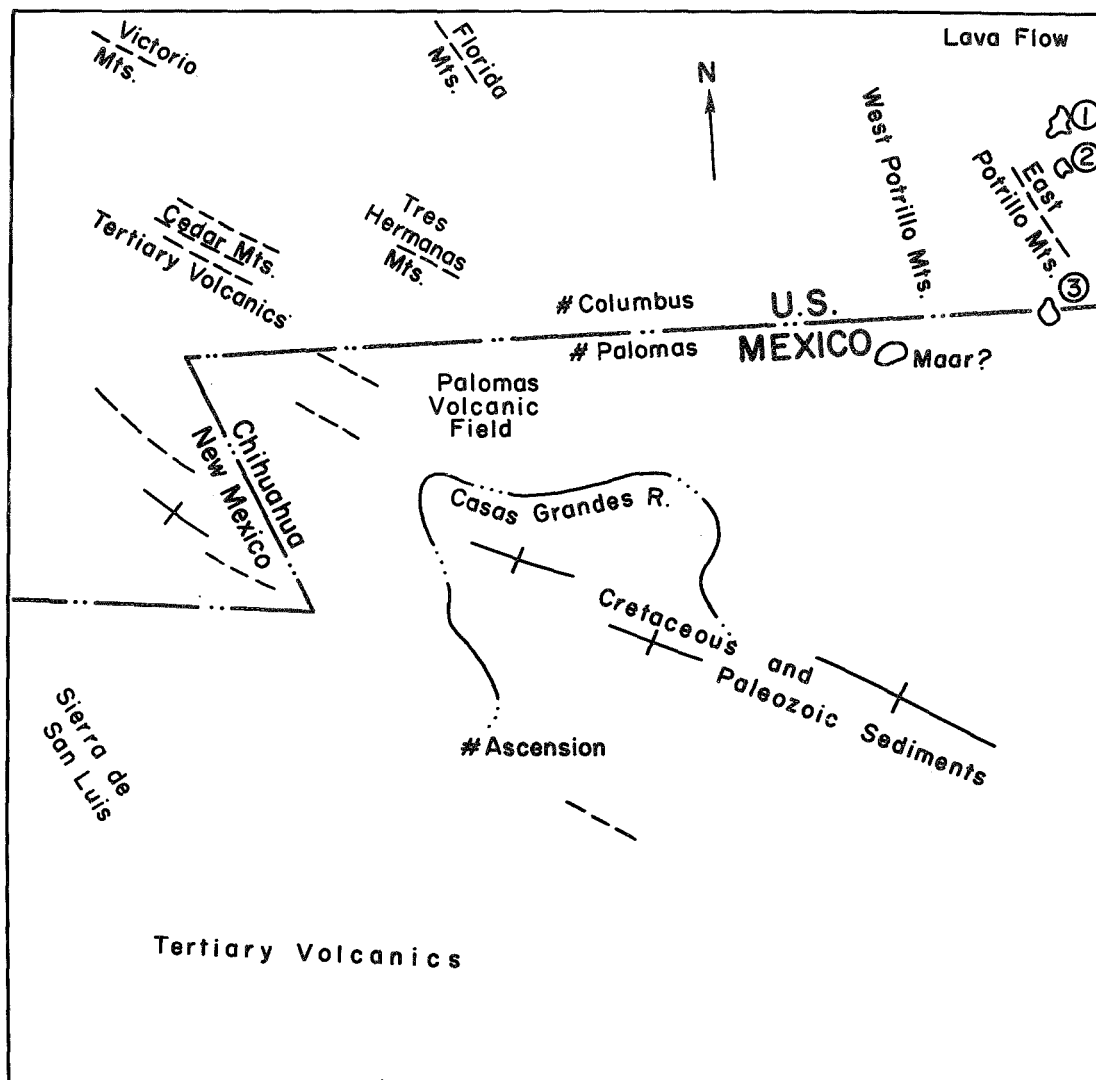 Victorio
Mts.
Florida
Mts.
Lava Flow
N
West Potrillo Mts.
1
2
East
Potrillo Mts.
3
Cedar Mts.
Tertiary Volcanics
Tres
Hermanas
Mts.
# Columbus
U.S.
# Palomas
MEXICO
Maar?
Palomas
Volcanic
Field
Chihuahua
New Mexico
Casas Grandes R.
Cretaceous and
Paleozoic Sediments
Sierra de
San Luis
# Ascension
Tertiary Volcanics